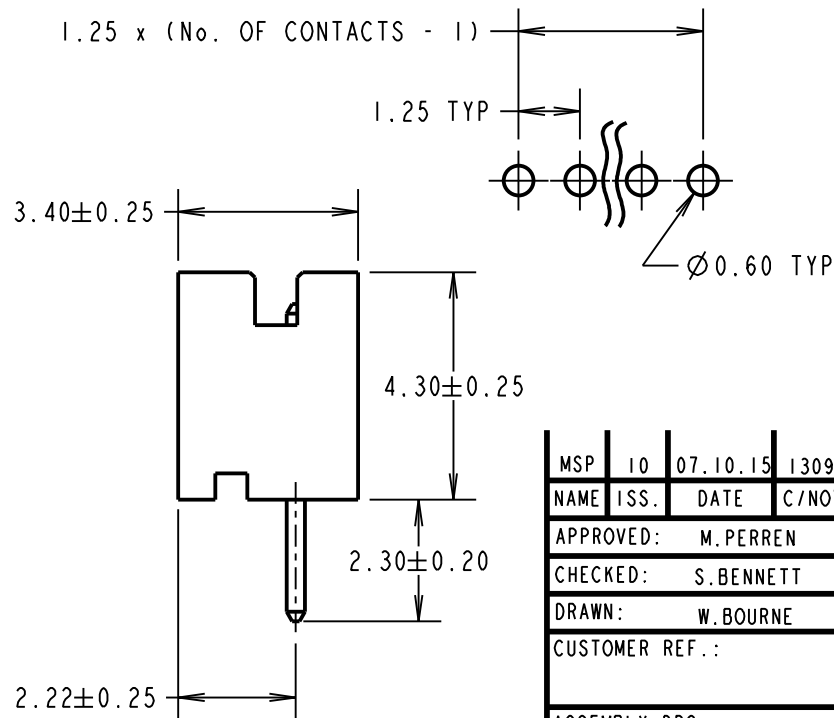 1.25 x (No. OF CONTACTS - 1)
1.25 TYP
3.40±0.25
Ø0.60 TYP
4.30±0.25
2.30±0.20
2.22±0.25
MSP 10 07.10.15 1309
NAME ISS. DATE C/NO
APPROVED: M.PERREN
CHECKED: S.BENNETT
DRAWN: W.BOURNE
CUSTOMER REF.: